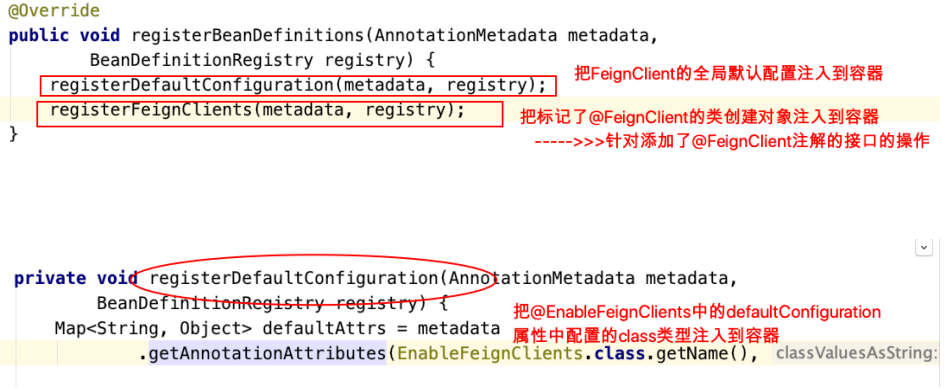 @Override
public void registerBeanDefinitions(AnnotationMetadata metadata,
BeanDefinitionRegistry registry) {
registerDefaultConfiguration(metadata, registry);
把FeignClient的全局默认配置注入到容器
registerFeignClients(metadata, registry);
把标记了@FeignClient的类创建对象注入到容器
}
----->>>针对添加了@FeignClient注解的接口的操作
private void registerDefaultConfiguration(AnnotationMetadata metadata,
BeanDefinitionRegistry registry) {
把@EnableFeignClients中的defaultConfiguration
Map<String, Object> defaultAttrs = metadata
属性中配置的class类型注入到容器
.getAnnotationAttributes(EnableFeignClients.class.getName(), classValuesAsString: